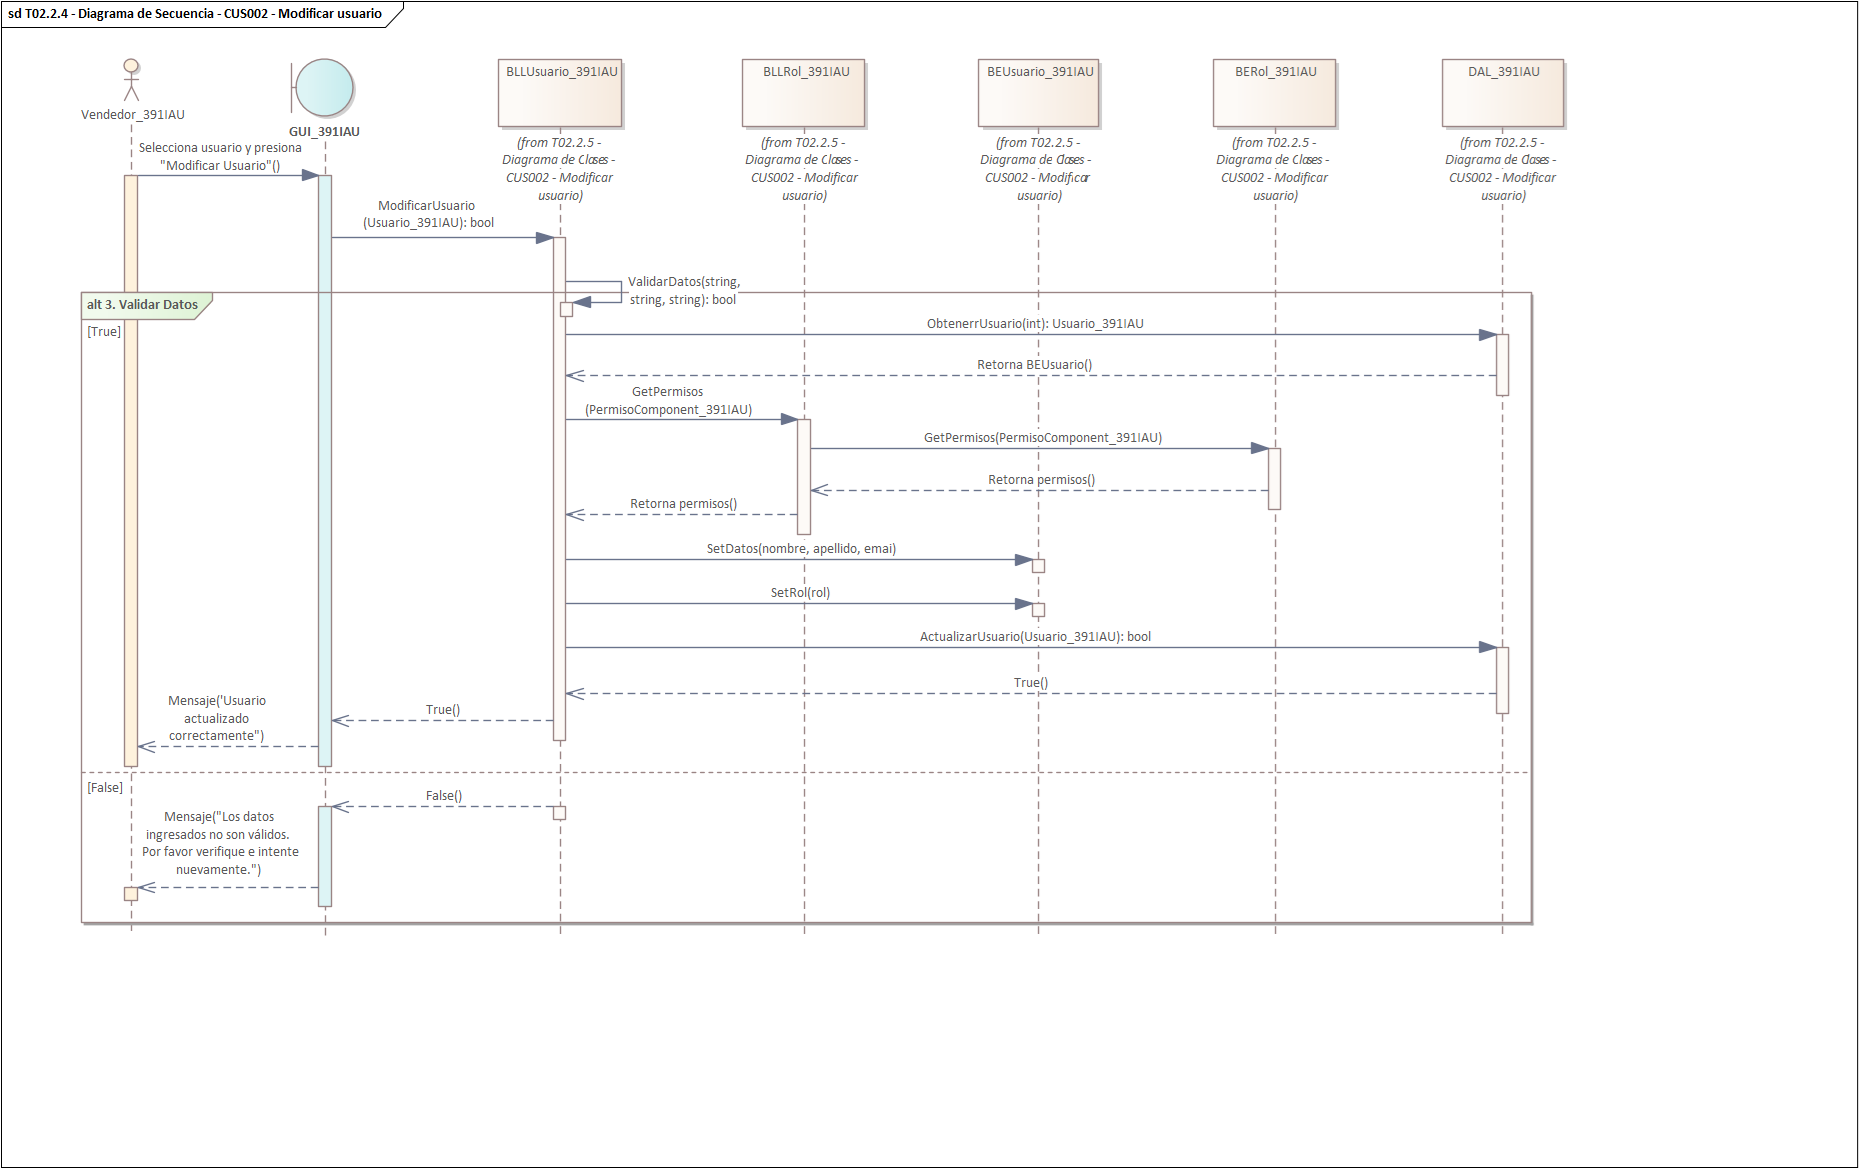 sd T02.2.4 - Diagrama de Secuencia - CUS002 - Modificar usuario
Vendedor_391IAU
GUI_391IAU
BLLUsuario_391IAU
(from T02.2.5 -
Diagrama de Clases -
CUS002 - Modificar
usuario)
BLLRol_391IAU
(from T02.2.5 -
Diagrama de Clases -
CUS002 - Modificar
usuario)
BEUsuario_391IAU
(from T02.2.5 -
Diagrama de Clases -
CUS002 - Modificar
usuario)
BERol_391IAU
(from T02.2.5 -
Diagrama de Clases -
CUS002 - Modificar
usuario)
DAL_391IAU
(from T02.2.5 -
Diagrama de Clases -
CUS002 - Modificar
usuario)
Selecciona usuario y presiona
"Modificar Usuario"()
ModificarUsuario
(Usuario_391IAU): bool
ValidarDatos(string,
string, string): bool
alt 3. Validar Datos
[True]
ObtenerrUsuario(int): Usuario_391IAU
Retorna BEUsuario()
GetPermisos
(PermisoComponent_391IAU)
GetPermisos(PermisoComponent_391IAU)
Retorna permisos()
Retorna permisos()
SetDatos(nombre, apellido, emai)
SetRol(rol)
ActualizarUsuario(Usuario_391IAU): bool
True()
True()
Mensaje('Usuario
actualizado
correctamente")
[False]
False()
Mensaje("Los datos
ingresados no son válidos.
Por favor verifique e intente
nuevamente.")